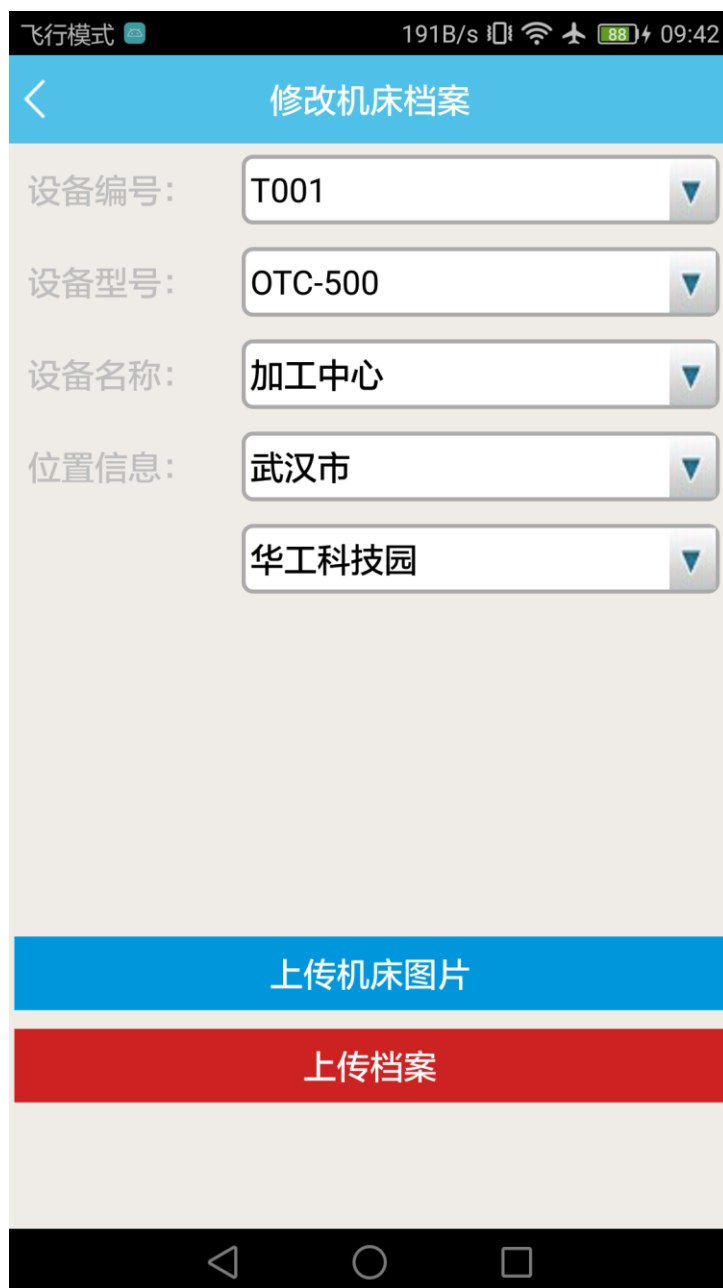 飞行模式 191B/s 88 09:42
修改机床档案
设备编号: T001
设备型号: OTC-500
设备名称: 加工中心
位置信息: 武汉市
华工科技园
上传机床图片
上传档案